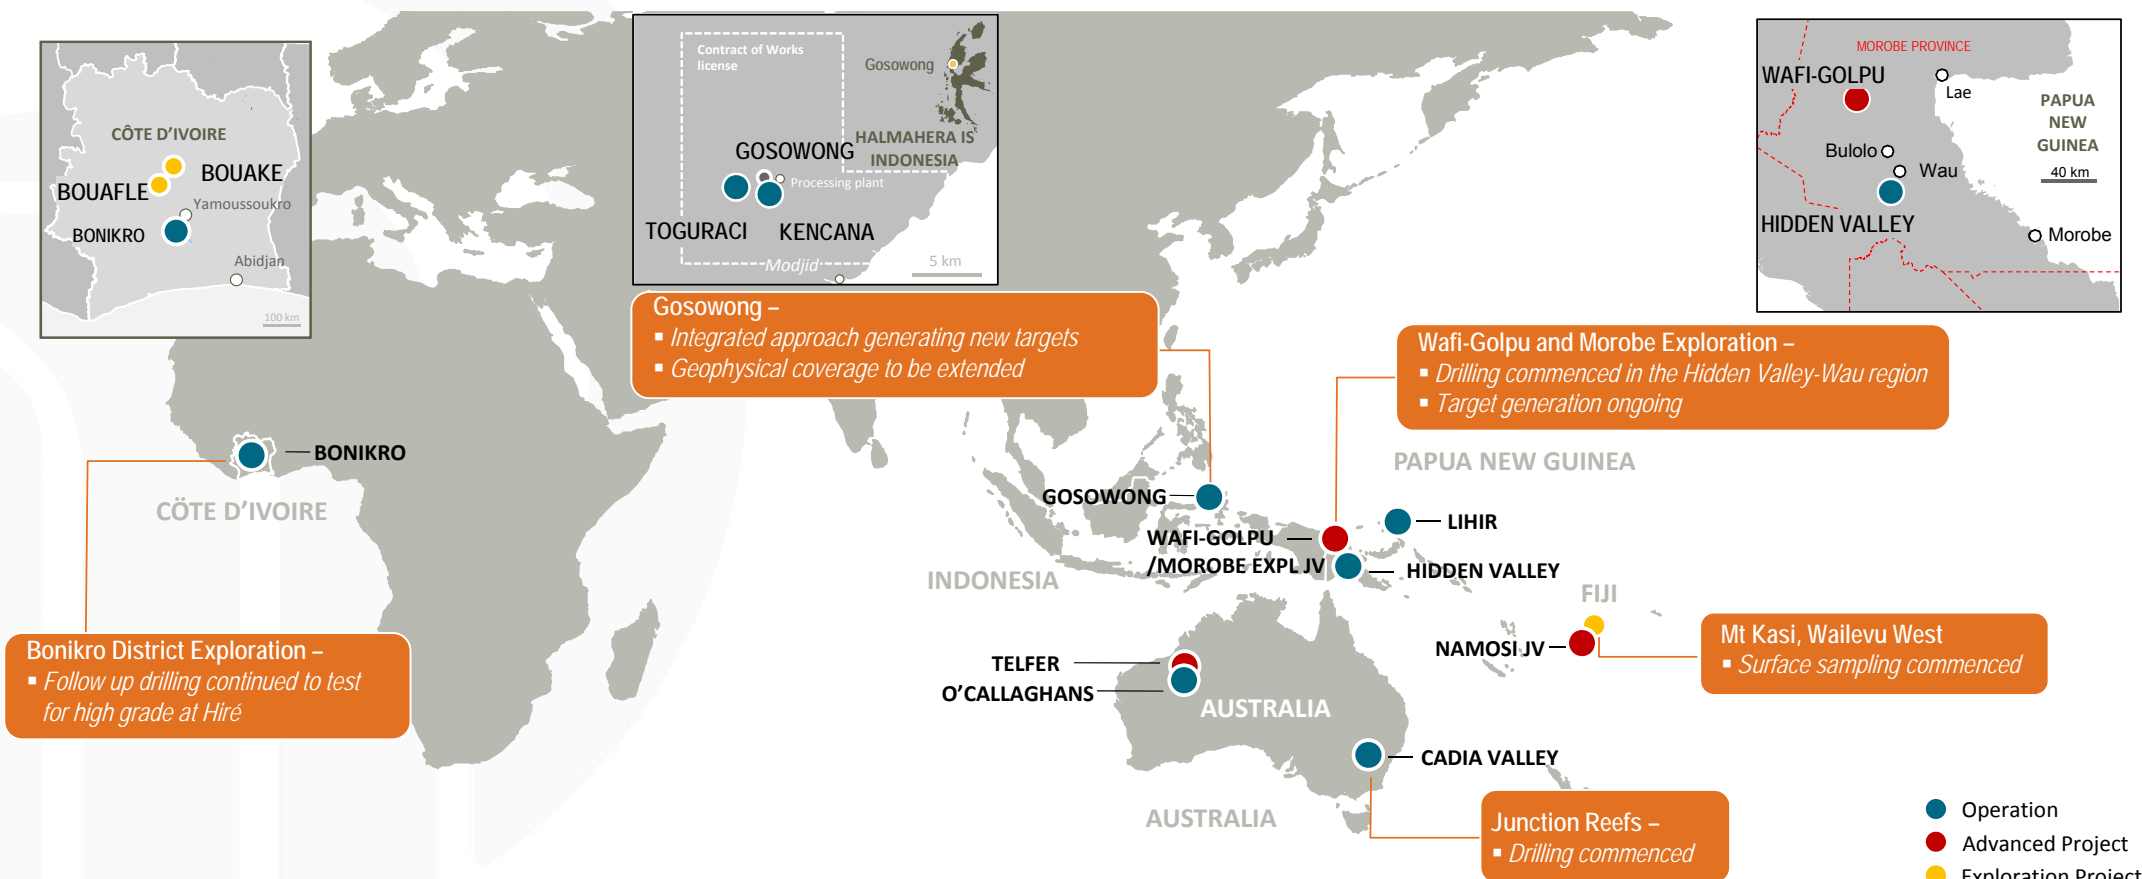 CÔTE D'IVOIRE
BOUAKE
BOUAFLE
Yamoussoukro
BONIKRO
Abidjan
100 km
Contract of Works
license
Gosowong
HALMAHERA IS
INDONESIA
GOSOWONG
Processing plant
TOGURACI
KENCANA
Modjid
5 km
MOROBE PROVINCE
WAFI-GOLPU
Lae
PAPUA
NEW
GUINEA
40 km
Bulolo
Wau
HIDDEN VALLEY
Morobe
Gosowong –
▪ Integrated approach generating new targets
▪ Geophysical coverage to be extended
Wafi-Golpu and Morobe Exploration –
▪ Drilling commenced in the Hidden Valley-Wau region
▪ Target generation ongoing
BONIKRO
CÖTE D'IVOIRE
PAPUA NEW GUINEA
GOSOWONG
LIHIR
WAFI-GOLPU
/MOROBE EXPL JV
HIDDEN VALLEY
INDONESIA
FIJI
NAMOSI JV
Mt Kasi, Wailevu West
▪ Surface sampling commenced
Bonikro District Exploration –
▪ Follow up drilling continued to test
for high grade at Hiré
TELFER
O'CALLAGHANS
AUSTRALIA
CADIA VALLEY
AUSTRALIA
Junction Reefs –
▪ Drilling commenced
Operation
Advanced Project
Exploration Project